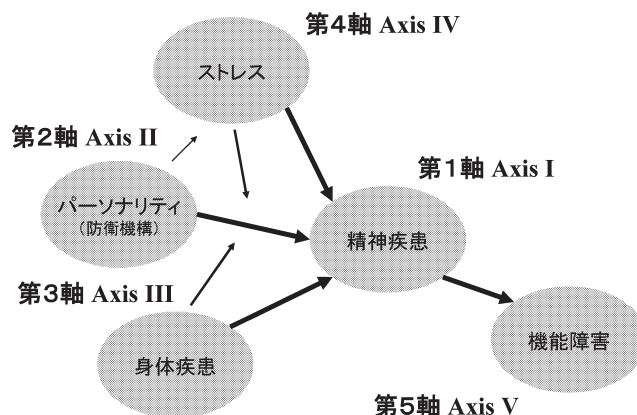 第4軸 Axis IV
ストレス
第2軸 Axis II
第1軸 Axis I
パーソナリティ
(防衛機構)
精神疾患
第3軸 Axis III
機能障害
身体疾患
第5軸 Axis V